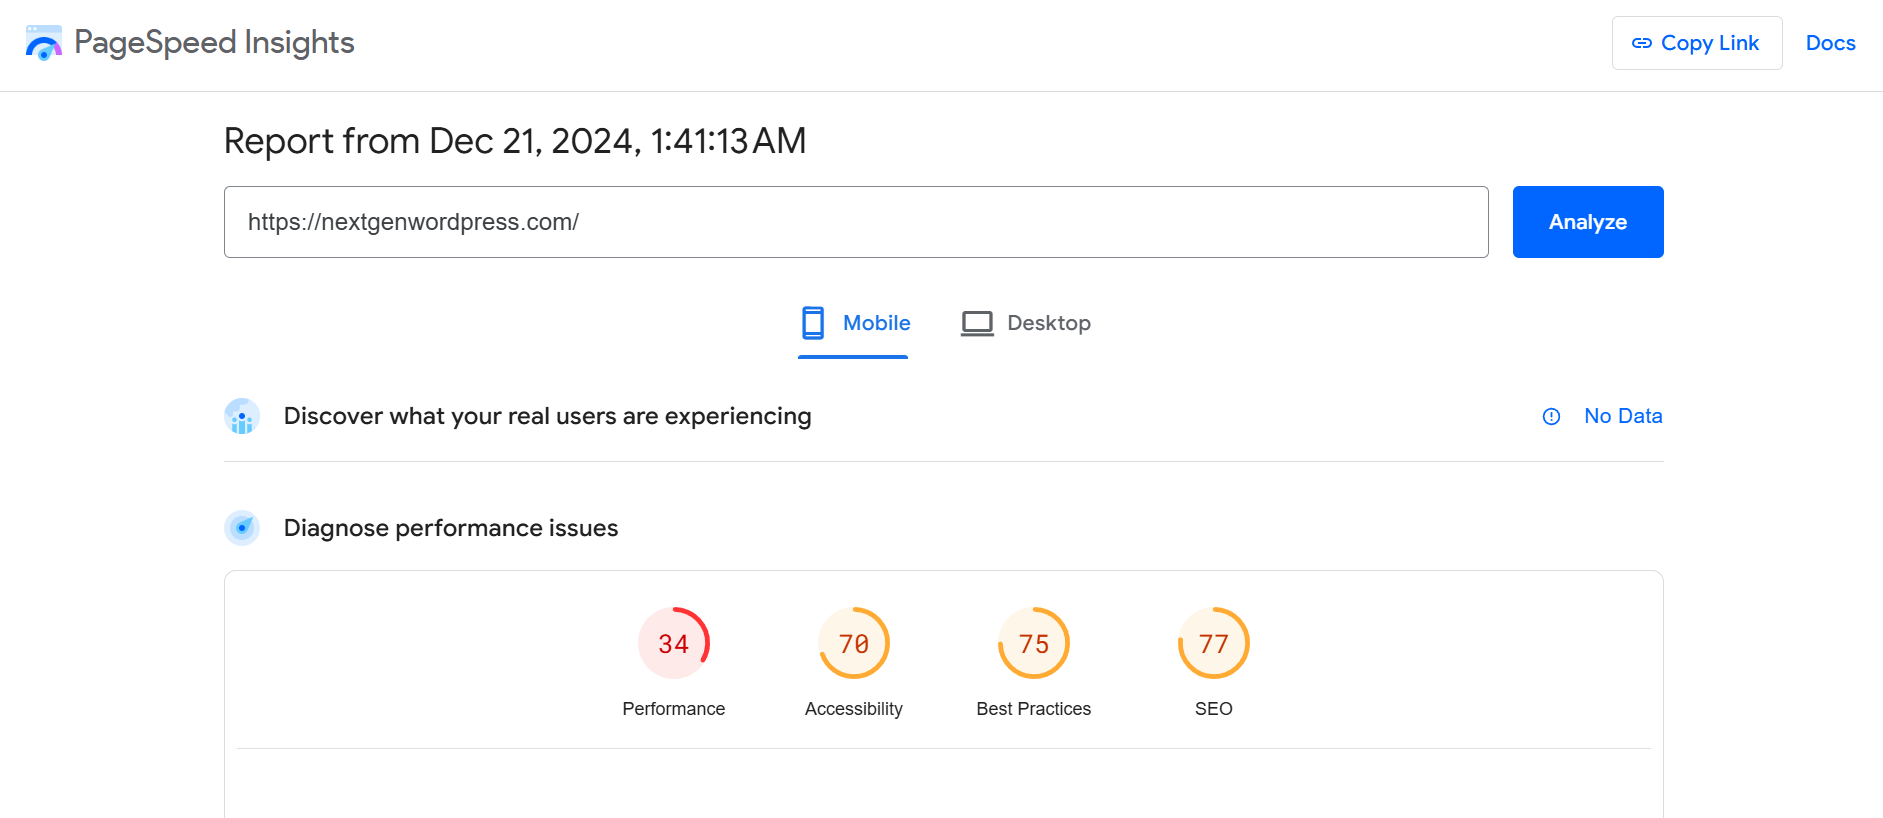 PageSpeed Insights
Copy Link
Docs
Report from Dec 21, 2024, 1:41:13 AM
https://nextgenwordpress.com/
Analyze
Mobile
Desktop
Discover what your real users are experiencing
No Data
Diagnose performance issues
34
70
75
77
Performance
Accessibility
Best Practices
SEO